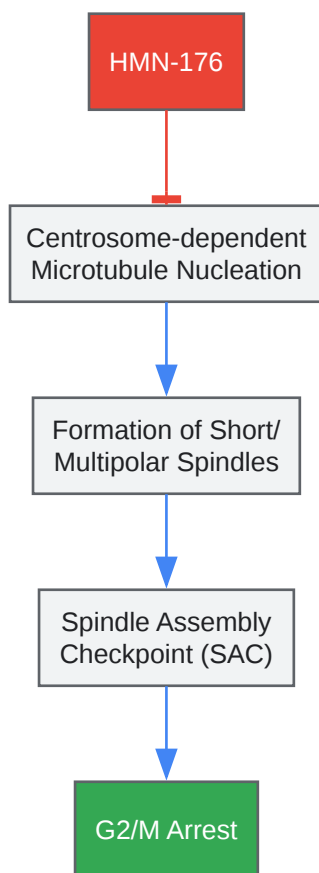 HMN-176
Centrosome-dependent
Microtubule Nucleation
Formation of Short/
Multipolar Spindles
Spindle Assembly
Checkpoint (SAC)
G2/M Arrest